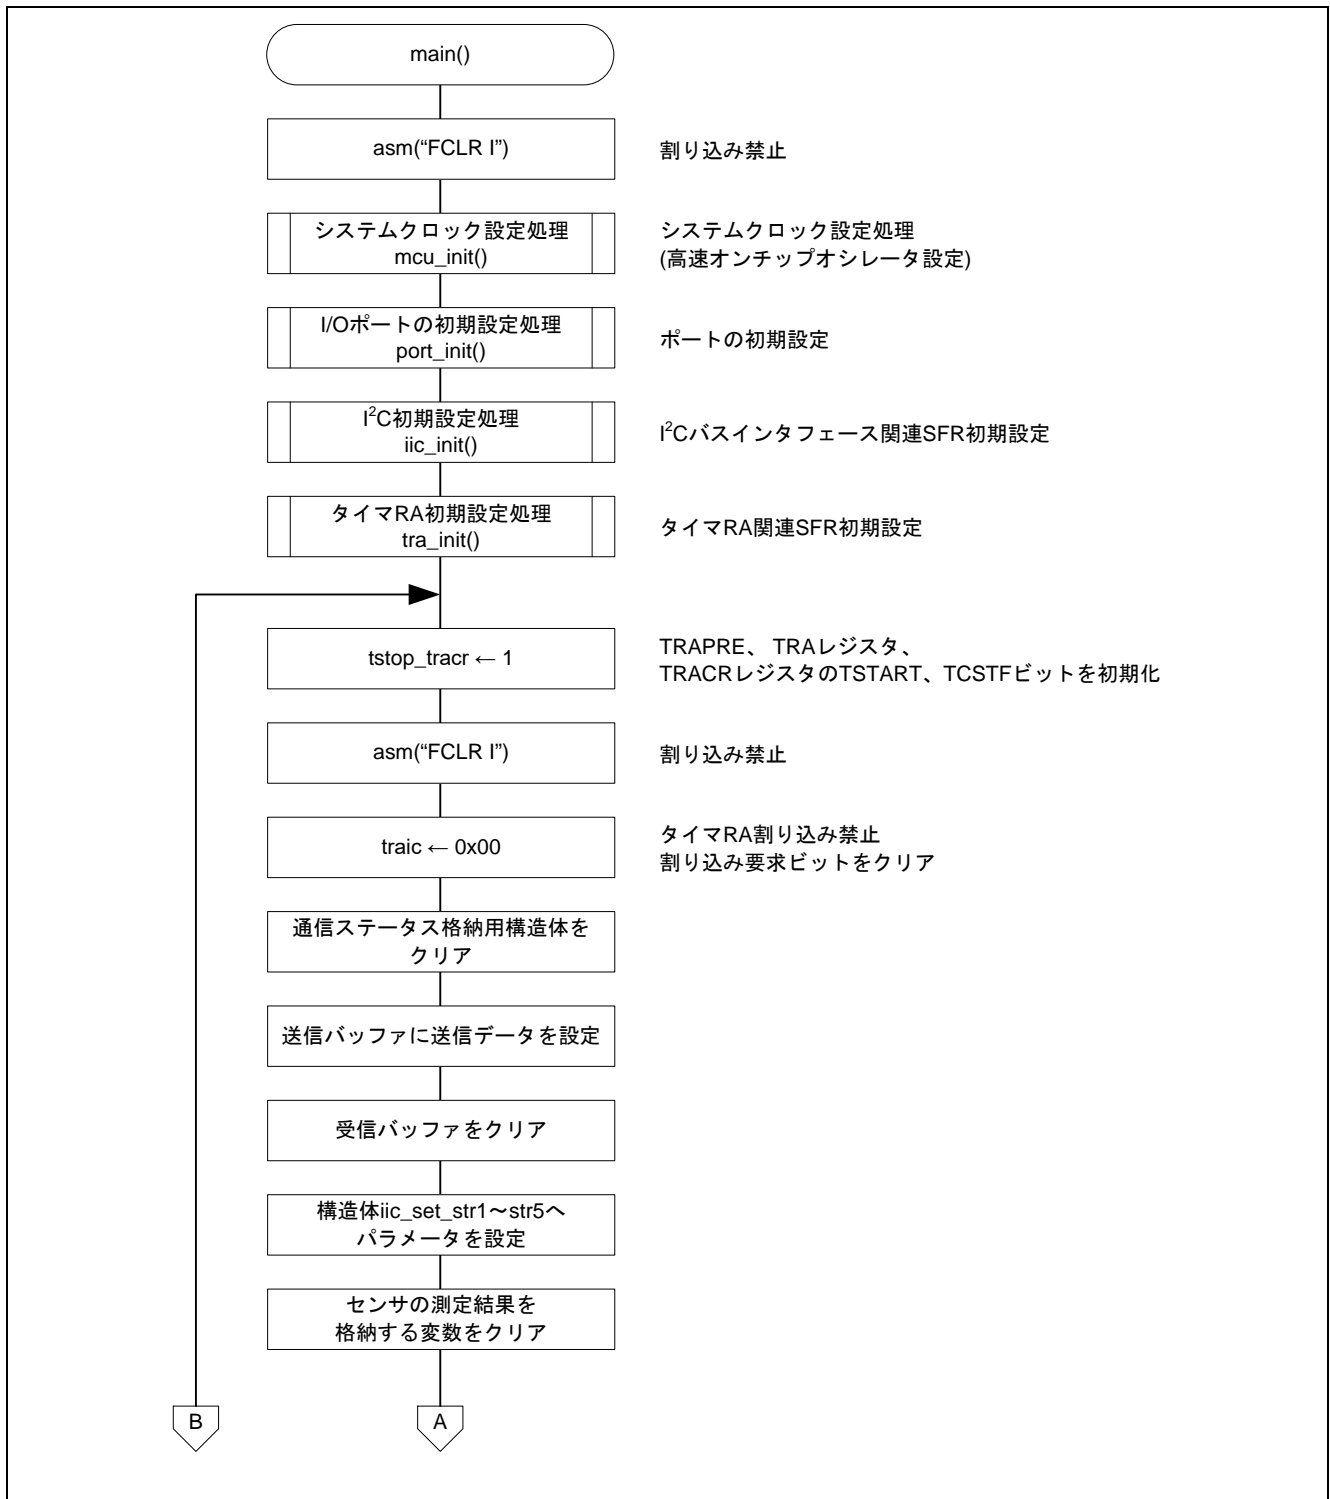 main()
asm(“FCLR I”)
割り込み禁止
システムクロック設定処理
mcu_init()
システムクロック設定処理
(高速オンチップオシレータ設定)
I/Oポートの初期設定処理
port_init()
ポートの初期設定
I²C初期設定処理
iic_init()
I²Cバスインタフェース関連SFR初期設定
タイマRA初期設定処理
tra_init()
タイマRA関連SFR初期設定
tstop_tracr ← 1
TRAPRE、 TRAレジスタ、
TRACRレジスタのTSTART、TCSTFビットを初期化
asm(“FCLR I”)
割り込み禁止
traic ← 0x00
タイマRA割り込み禁止
割り込み要求ビットをクリア
通信ステータス格納用構造体を
クリア
送信バッファに送信データを設定
受信バッファをクリア
構造体iic_set_str1～str5へ
パラメータを設定
センサの測定結果を
格納する変数をクリア
B
A